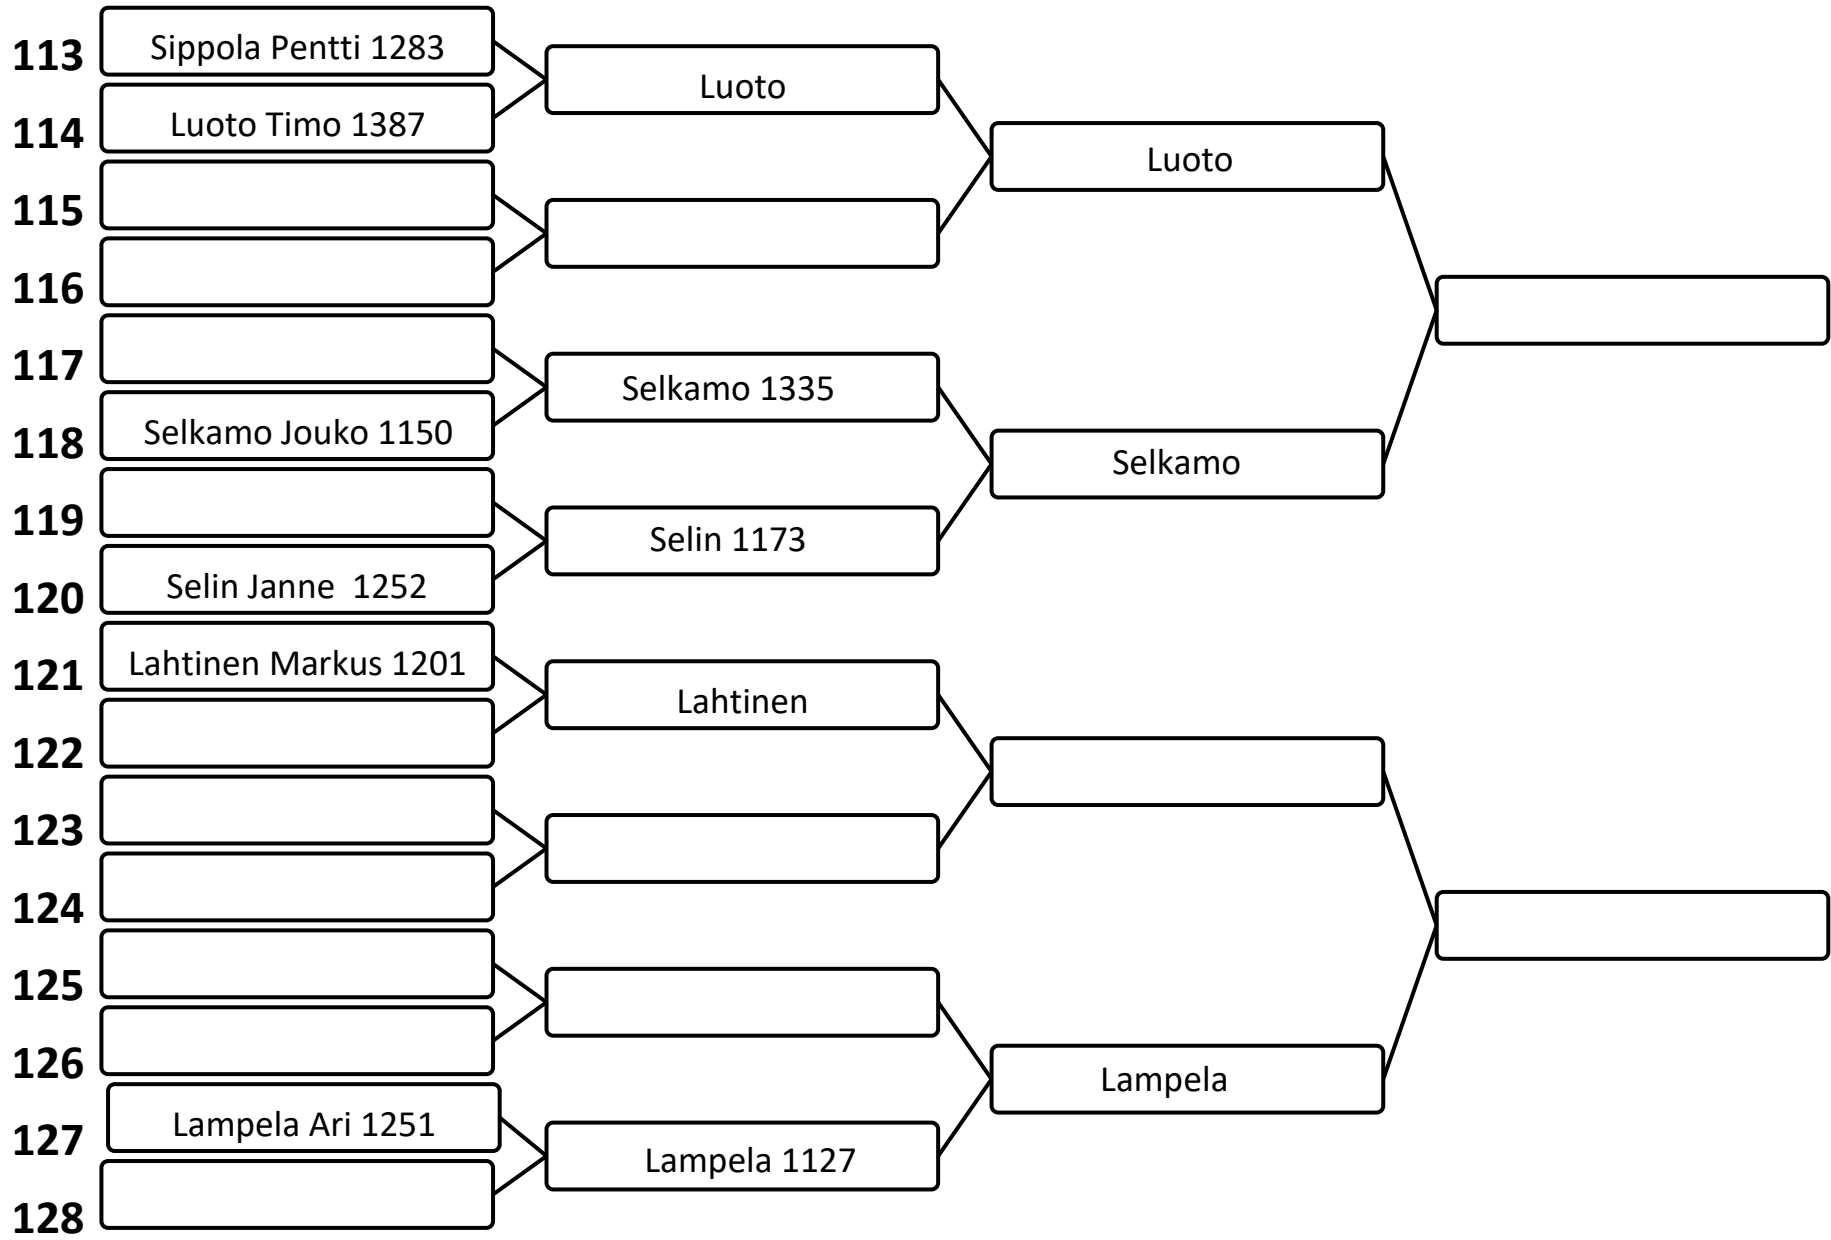 113 Sippola Pentti 1283
Luoto
114 Luoto Timo 1387
Luoto
115
116
117
Selkamo 1335
118 Selkamo Jouko 1150
Selkamo
119
Selin 1173
120 Selin Janne  1252
121 Lahtinen Markus 1201
Lahtinen
122
123
124
125
126
Lampela
127 Lampela Ari 1251
Lampela 1127
128